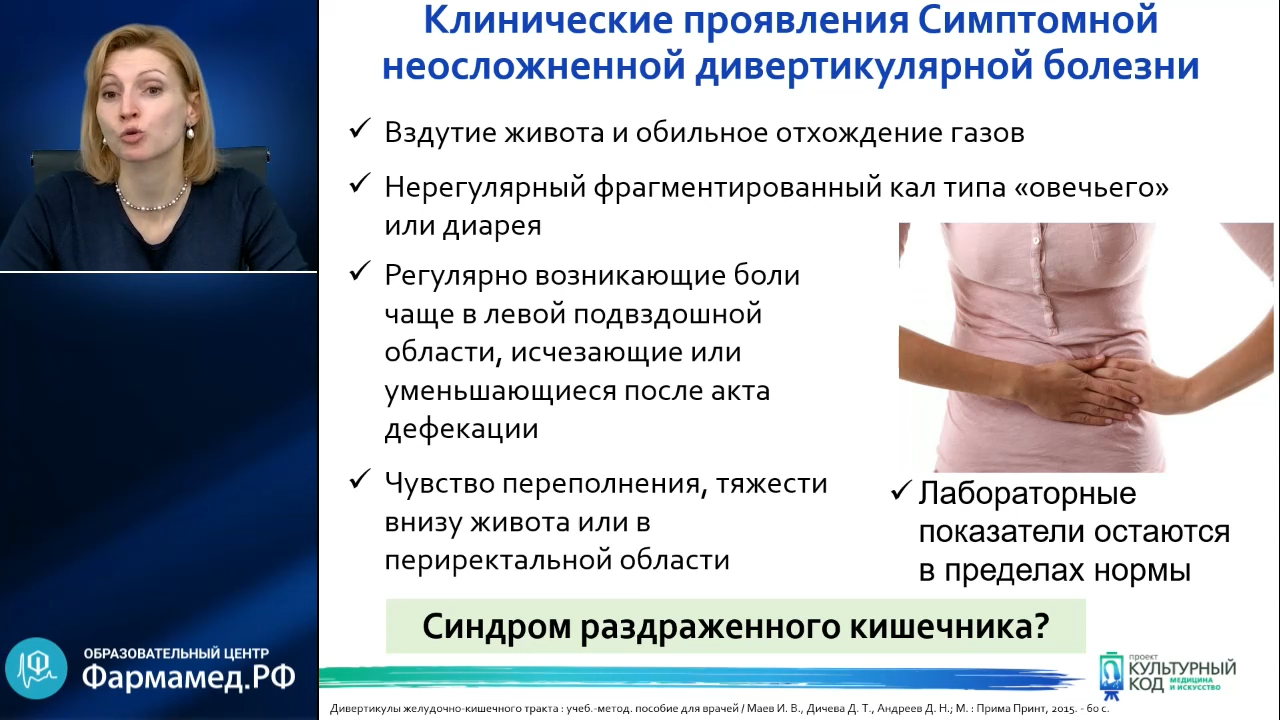 Клинические проявления Симптомной
неосложненной дивертикулярной болезни
Вздутие живота и обильное отхождение газов
Нерегулярный фрагментированный кал типа «овечьего»
или диарея
Регулярно возникающие боли
чаще в левой подвздошной
области, исчезающие или
уменьшающиеся после акта
дефекации
Чувство переполнения, тяжести
внизу живота или в
периректальной области
Лабораторные
показатели остаются
в пределах нормы
Синдром раздраженного кишечника?
ОБРАЗОВАТЕЛЬНЫЙ ЦЕНТР
Фармамед.РФ
проект
КУЛЬТУРНЫЙ
КОД МЕДИЦИНА
И ИСКУССТВО
Дивертикулы желудочно-кишечного тракта : учеб.-метод. пособие для врачей / Маев И. В., Дичева Д. Т., Андреев Д. Н.; М. : Прима Принт, 2015. - 60 с.